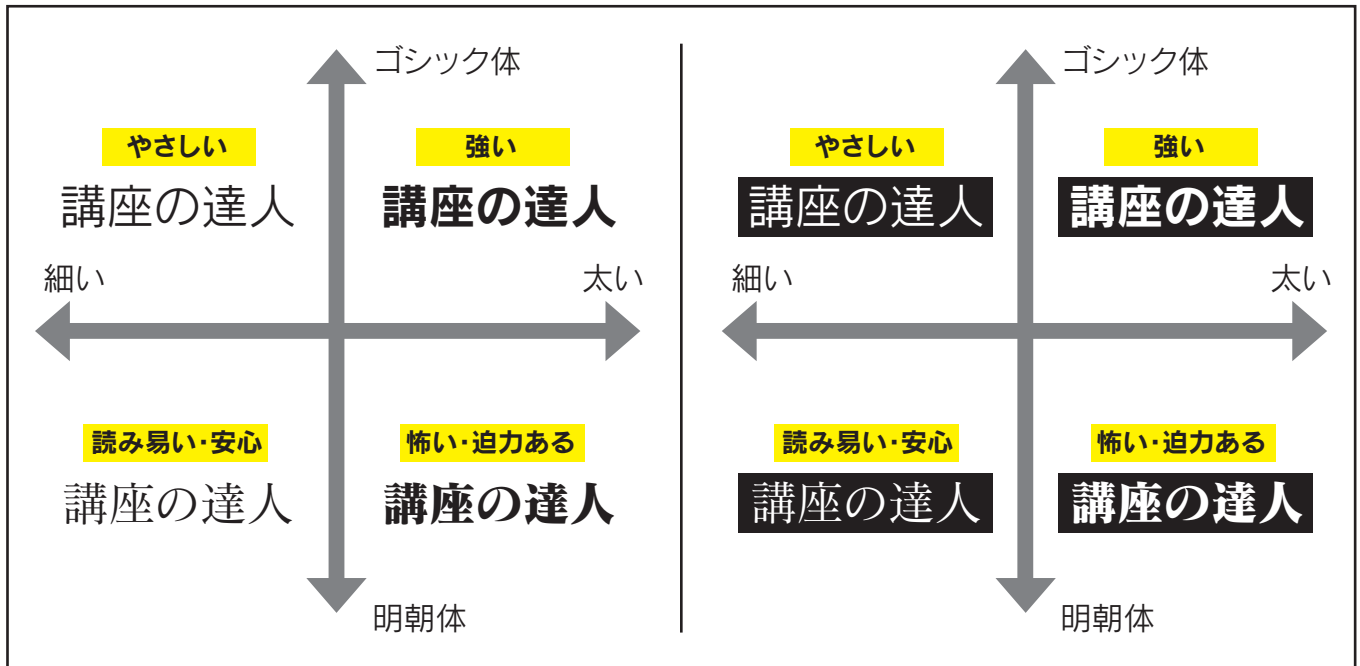 ゴシック体
やさしい
強い
講座の達人
講座の達人
細い
太い
読み易い・安心
怖い・迫力ある
講座の達人
講座の達人
明朝体
ゴシック体
やさしい
強い
講座の達人
講座の達人
細い
太い
読み易い・安心
怖い・迫力ある
講座の達人
講座の達人
明朝体